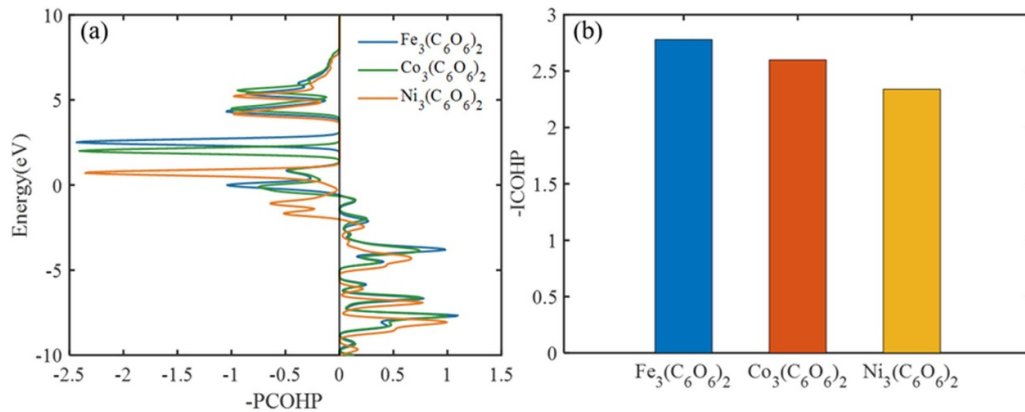 (a)
Fe₃(C₆O₆)₂
Co₃(C₆O₆)₂
Ni₃(C₆O₆)₂
10
5
0
-5
-10
Energy(eV)
-2.5 -2 -1.5 -1 -0.5 0 0.5 1 1.5
-PCOHP
(b)
3
2.5
2
1.5
1
0.5
0
-ICOHP
Fe₃(C₆O₆)₂ Co₃(C₆O₆)₂ Ni₃(C₆O₆)₂